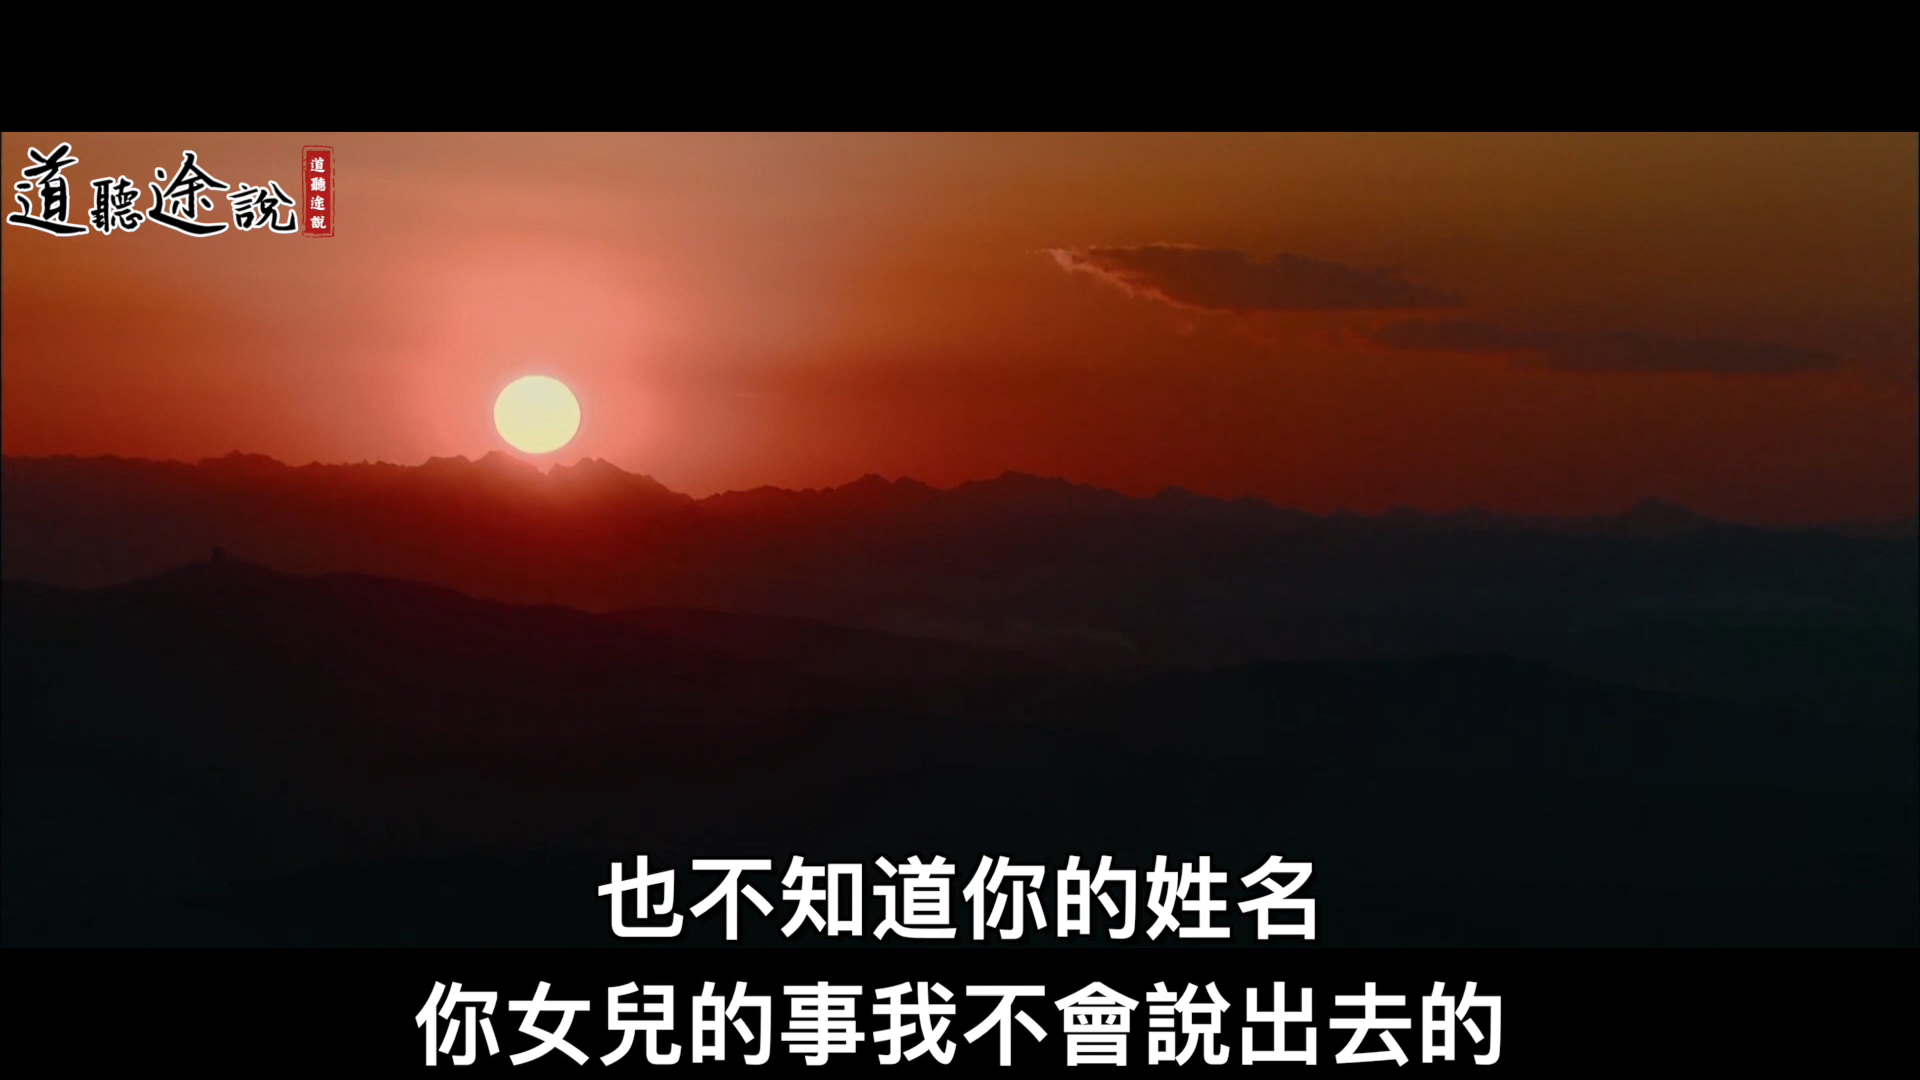 道聽途說
道聽途說
也不知道你的姓名
你女兒的事我不會說出去的